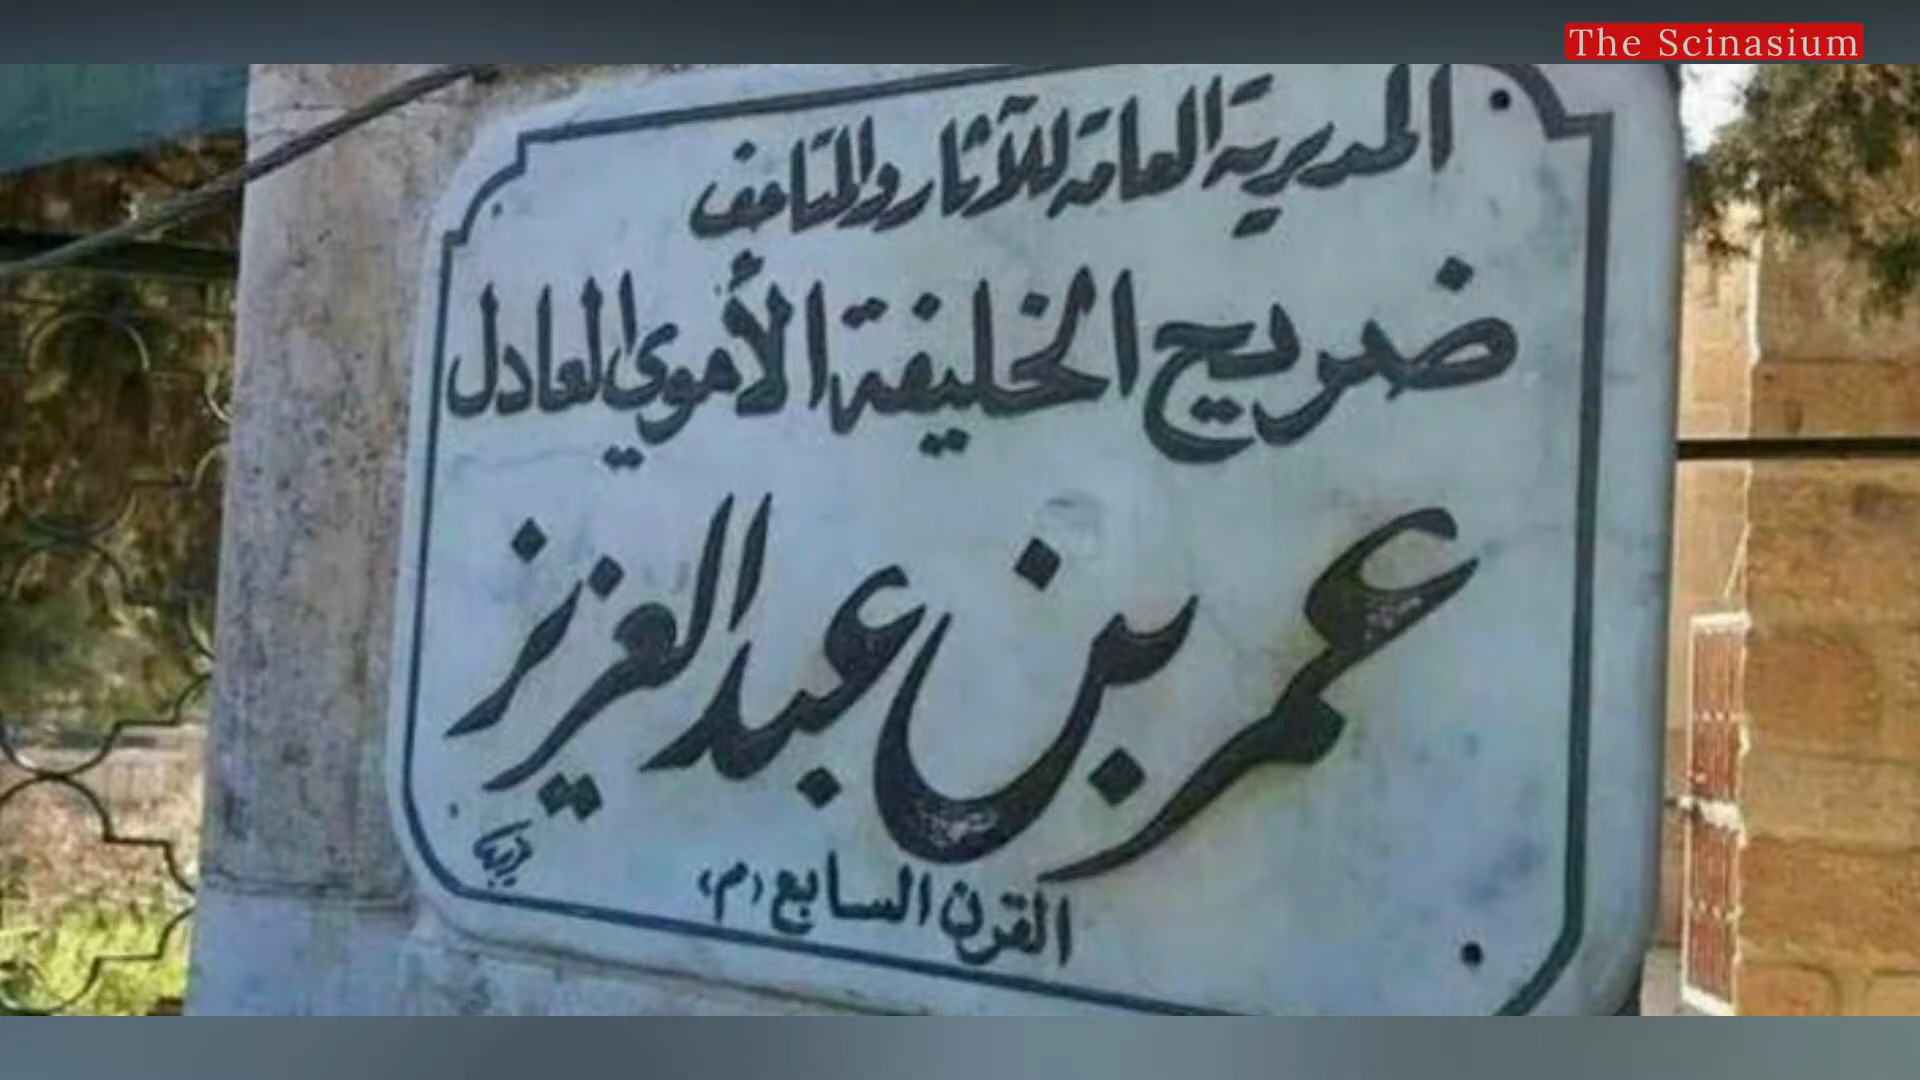 The Scinasium
المديرية العامة للآثار والمتاحف
ضريح الخليفة الأموي العادل
عمر بن عبد العزيز
القرن السابع (م)